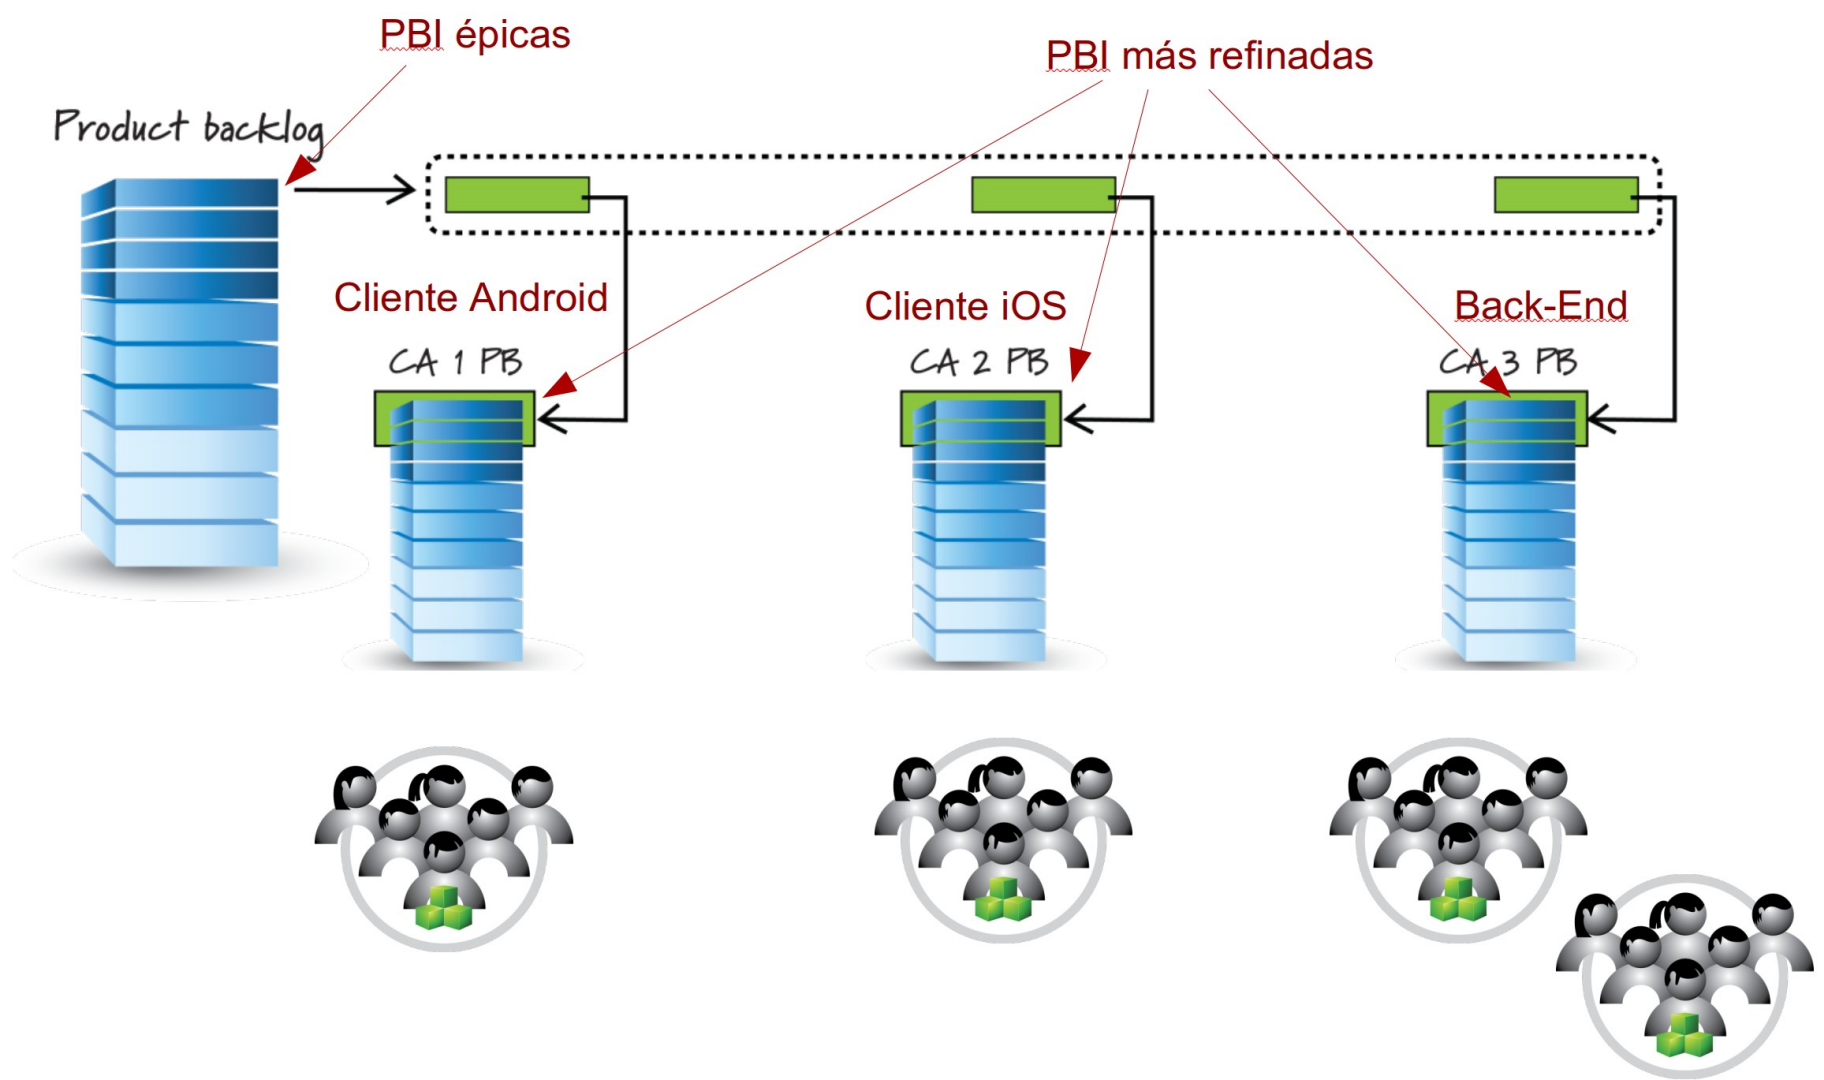 PBI épicas
PBI más refinadas
Product backlog
Cliente Android
Cliente iOS
Back-End
CA 1 PB
CA 2 PB
CA 3 PB